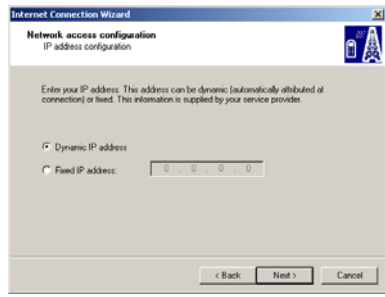 Internet Connection Wizard
Network access configuration
IP address configuration
Enter your IP address. This address can be dynamic (automatically attributed at
connection) or fixed. This information is supplied by your service provider.
Dynamic IP address
Fixed IP address:
0 . 0 . 0 . 0
< Back
Next >
Cancel